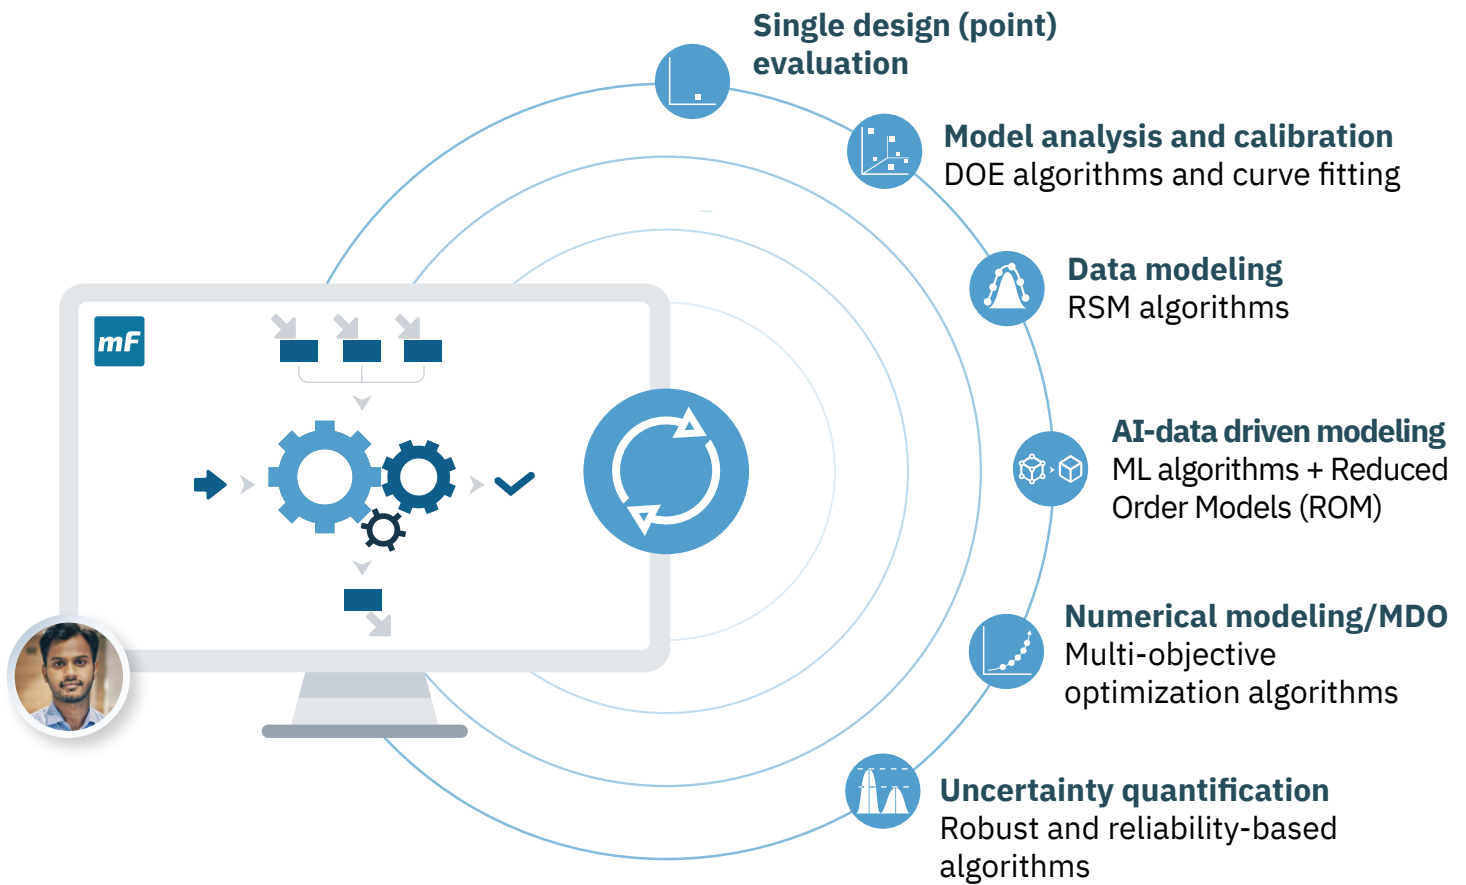 Single design (point)
evaluation
Model analysis and calibration
DOE algorithms and curve fitting
Data modeling
RSM algorithms
mF
AI-data driven modeling
ML algorithms + Reduced
Order Models (ROM)
Numerical modeling/MDO
Multi-objective
optimization algorithms
Uncertainty quantification
Robust and reliability-based
algorithms